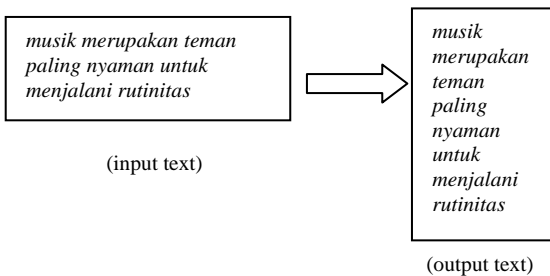 musik merupakan teman
paling nyaman untuk
menjalani rutinitas
(input text)
musik
merupakan
teman
paling
nyaman
untuk
menjalani
rutinitas
(output text)